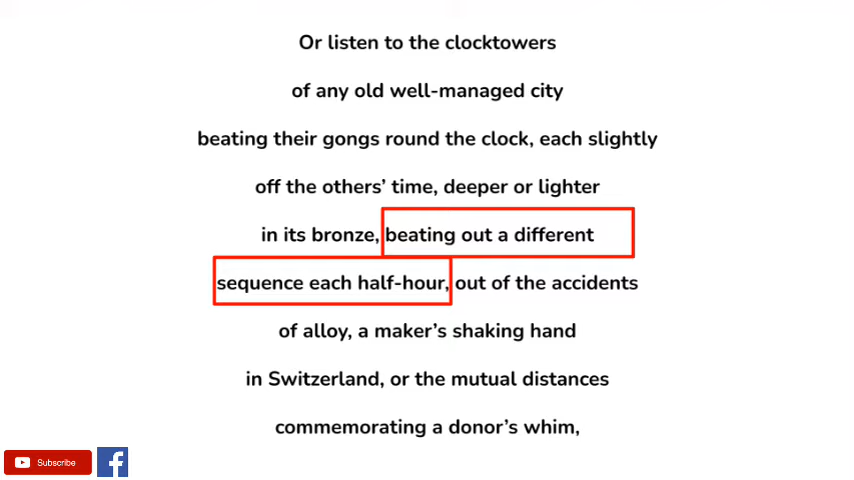 Or listen to the clocktowers
of any old well-managed city
beating their gongs round the clock, each slightly
off the others’ time, deeper or lighter
in its bronze, beating out a different
sequence each half-hour, out of the accidents
of alloy, a maker’s shaking hand
in Switzerland, or the mutual distances
commemorating a donor’s whim,
Subscribe